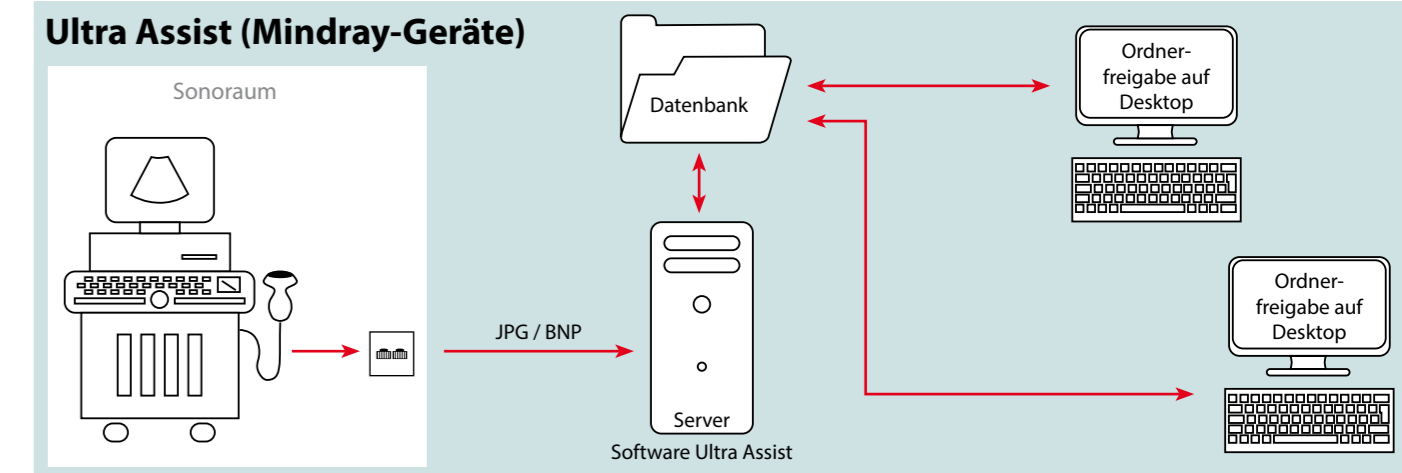 Ultra Assist (Mindray-Geräte)
Sonoraum
Datenbank
Ordner-
freigabe auf
Desktop
JPG / BNP
Server
Software Ultra Assist
Ordner-
freigabe auf
Desktop